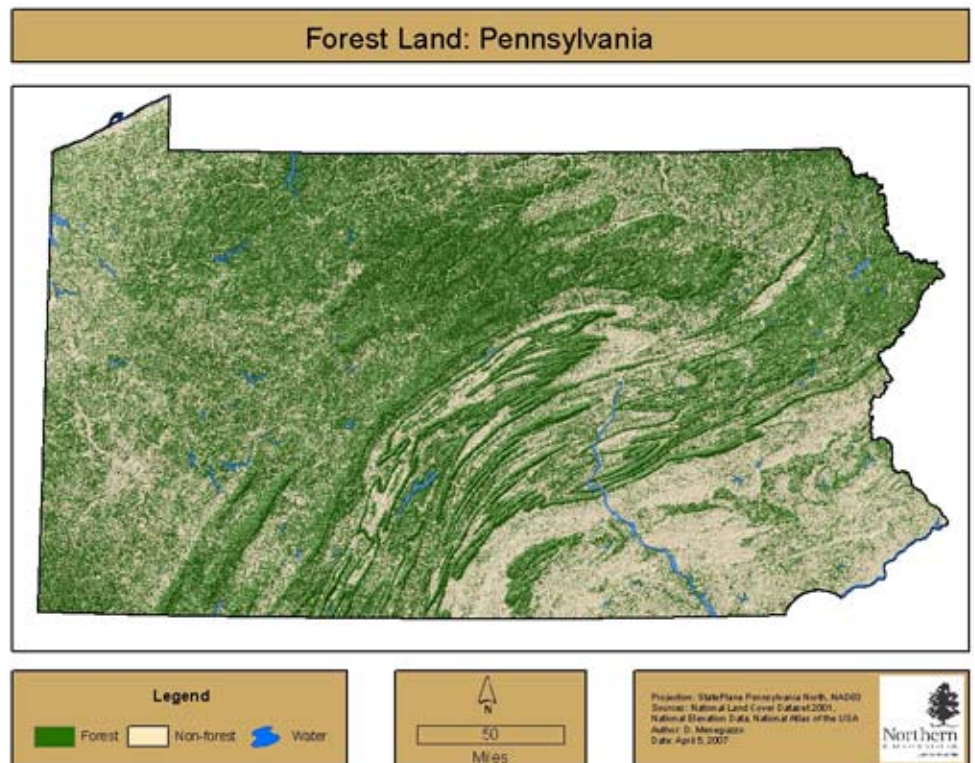 Forest Land: Pennsylvania
Legend
Forest
Non-forest
Water
N
50
Miles
Projection: StatePlane Pennsylvania North, NAD83
Sources: National Land Cover Dataset 2001,
National Elevation Data, National Atlas of the USA
Author: D. Meneguzzo
Date: April 5, 2007
Northern